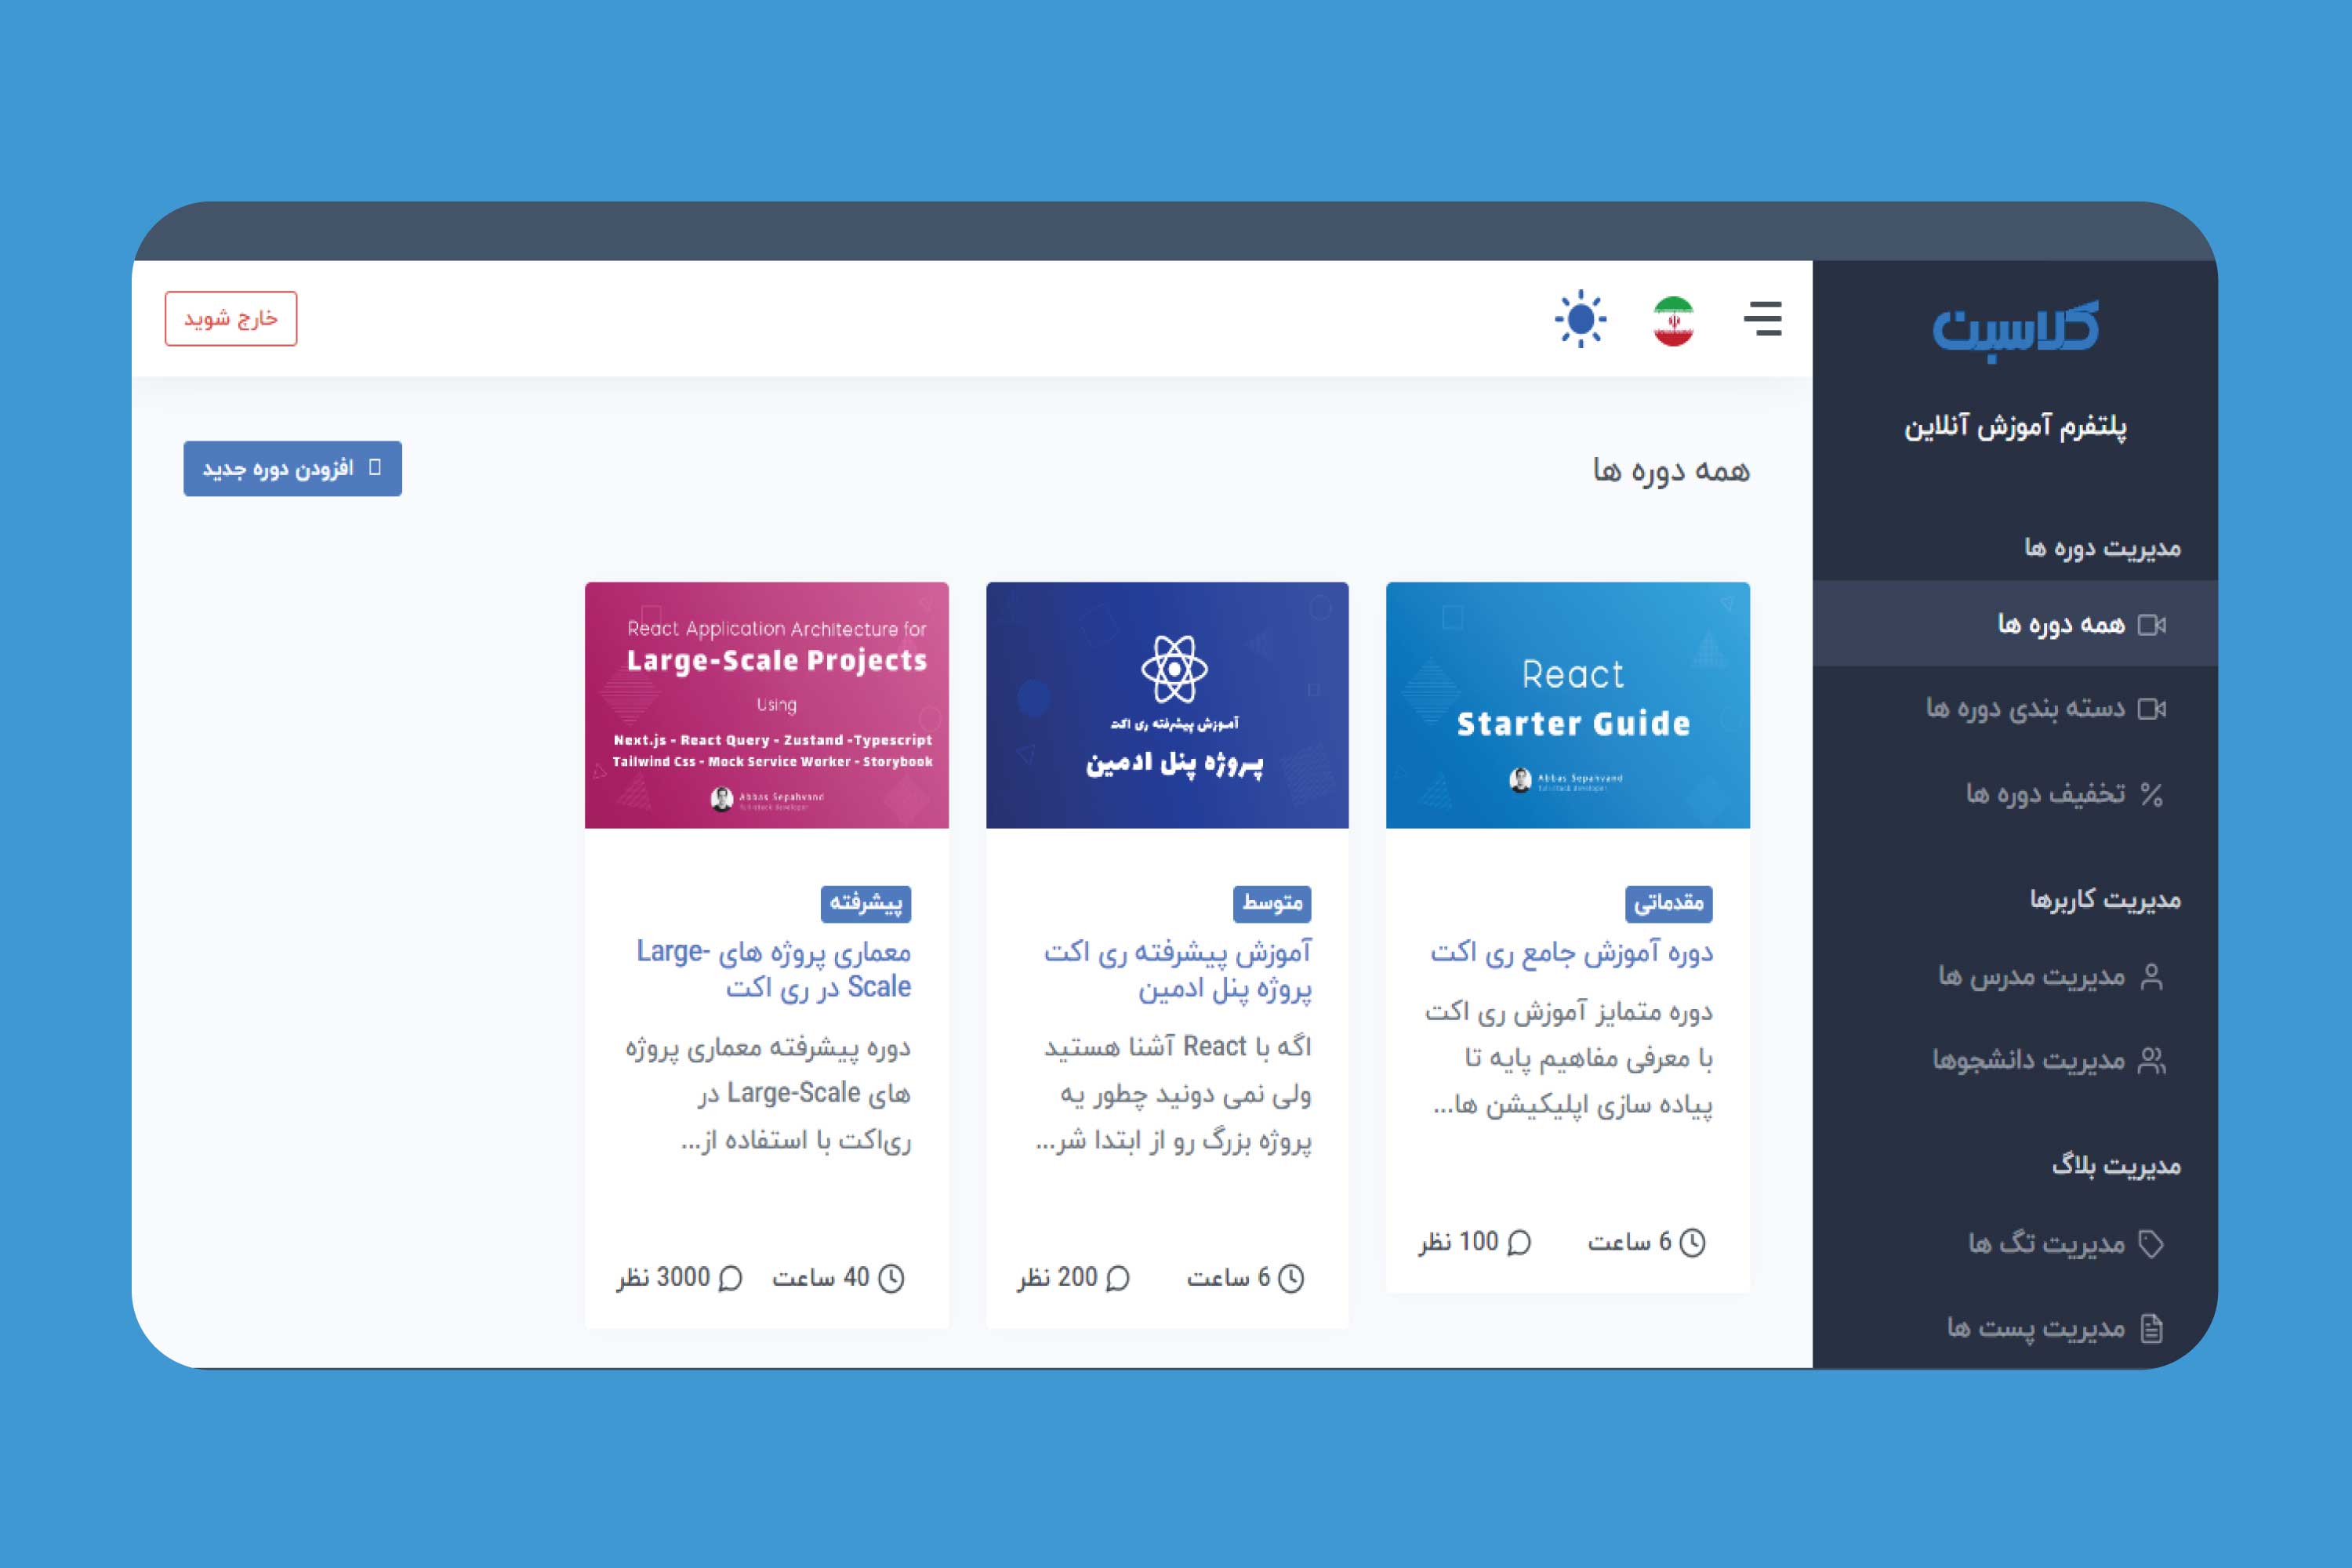 کلاسبن
پلتفرم آموزش آنلاین
مدیریت دوره ها
همه دوره ها
دسته بندی دوره ها
تخفیف دوره ها
مدیریت کاربرها
مدیریت مدرس ها
مدیریت دانشجوها
مدیریت بلاگ
مدیریت تگ ها
مدیریت پست ها
خارج شوید
همه دوره ها
افزودن دوره جدید
React
Starter Guide
Abbas Sepahvand
full-stack developer
مقدماتی
دوره آموزش جامع ری اکت
دوره متمایز آموزش ری اکت
با معرفی مفاهیم پایه تا
پیاده سازی اپلیکیشن ها...
6 ساعت
100 نظر
آموزش پیشرفته ری اکت
پروژه پنل ادمین
متوسط
آموزش پیشرفته ری اکت
پروژه پنل ادمین
اگه با React آشنا هستید
ولی نمی دونید چطور یه
پروژه بزرگ رو از ابتدا شر...
6 ساعت
200 نظر
React Application Architecture for
Large-Scale Projects
Using
Next.js - React Query - Zustand -Typescript
Tailwind Css - Mock Service Worker - Storybook
Abbas Sepahvand
full-stack developer
پیشرفته
معماری پروژه های Large-
Scale در ری اکت
دوره پیشرفته معماری پروژه
های Large-Scale در
ری‌اکت با استفاده از...
40 ساعت
3000 نظر